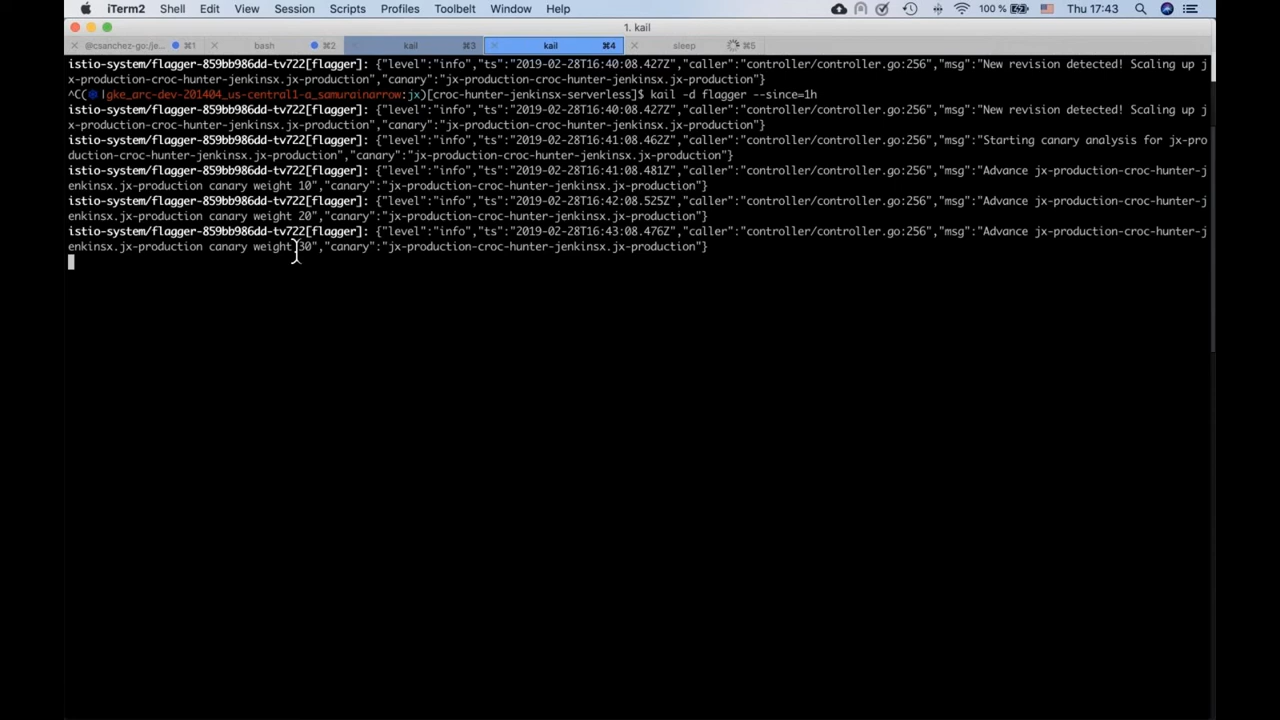 iTerm2 Shell Edit View Session Scripts Profiles Toolbelt Window Help 100 % Thu 17:43
1. kail
@csanchez-go:/je... ⌘1 bash ⌘2 kail ⌘3 kail ⌘4 sleep ⌘5
istio-system/flagger-859bb986dd-tv722[flagger]: {"level":"info","ts":"2019-02-28T16:40:08.427Z","caller":"controller/controller.go:256","msg":"New revision detected! Scaling up j
x-production-croc-hunter-jenkinsx.jx-production","canary":"jx-production-croc-hunter-jenkinsx.jx-production"}
^C(⎈ |gke_arc-dev-201404_us-central1-a_samurainarrow:jx)[croc-hunter-jenkinsx-serverless]$ kail -d flagger --since=1h
istio-system/flagger-859bb986dd-tv722[flagger]: {"level":"info","ts":"2019-02-28T16:40:08.427Z","caller":"controller/controller.go:256","msg":"New revision detected! Scaling up j
x-production-croc-hunter-jenkinsx.jx-production","canary":"jx-production-croc-hunter-jenkinsx.jx-production"}
istio-system/flagger-859bb986dd-tv722[flagger]: {"level":"info","ts":"2019-02-28T16:41:08.462Z","caller":"controller/controller.go:256","msg":"Starting canary analysis for jx-pro
duction-croc-hunter-jenkinsx.jx-production","canary":"jx-production-croc-hunter-jenkinsx.jx-production"}
istio-system/flagger-859bb986dd-tv722[flagger]: {"level":"info","ts":"2019-02-28T16:41:08.481Z","caller":"controller/controller.go:256","msg":"Advance jx-production-croc-hunter-j
enkinsx.jx-production canary weight 10","canary":"jx-production-croc-hunter-jenkinsx.jx-production"}
istio-system/flagger-859bb986dd-tv722[flagger]: {"level":"info","ts":"2019-02-28T16:42:08.525Z","caller":"controller/controller.go:256","msg":"Advance jx-production-croc-hunter-j
enkinsx.jx-production canary weight 20","canary":"jx-production-croc-hunter-jenkinsx.jx-production"}
istio-system/flagger-859bb986dd-tv722[flagger]: {"level":"info","ts":"2019-02-28T16:43:08.476Z","caller":"controller/controller.go:256","msg":"Advance jx-production-croc-hunter-j
enkinsx.jx-production canary weight 30","canary":"jx-production-croc-hunter-jenkinsx.jx-production"}